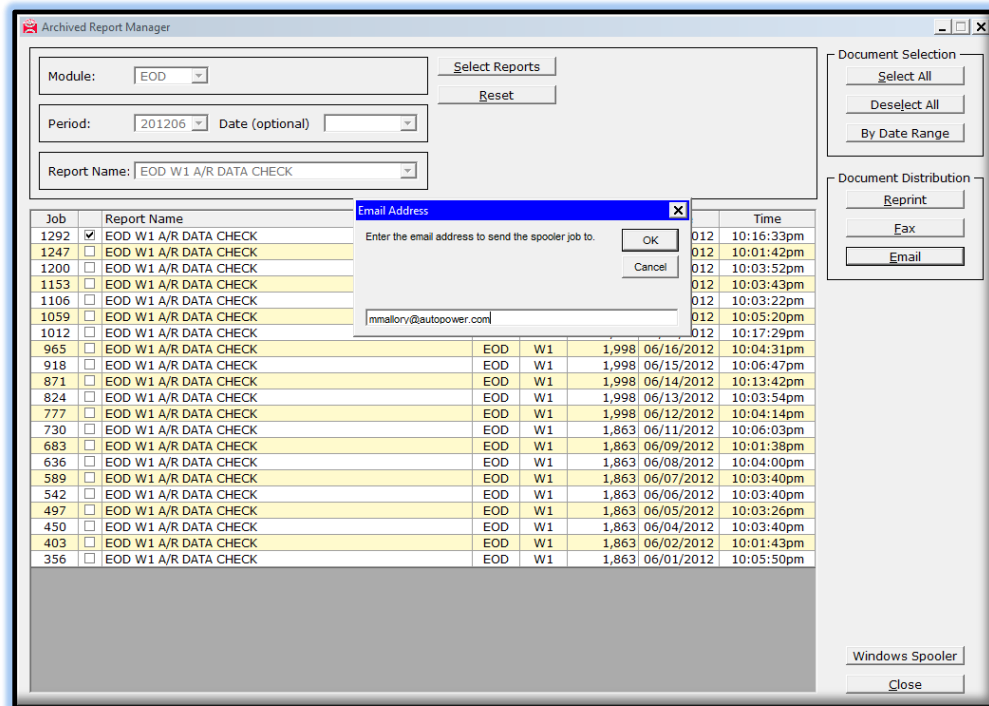 Archived Report Manager
Module: EOD
Select Reports
Reset
Period: 201206 Date (optional)
Report Name: EOD W1 A/R DATA CHECK
Document Selection
Select All
Deselect All
By Date Range
Document Distribution
Reprint
Fax
Email
Email Address
Enter the email address to send the spooler job to.
OK
Cancel
mmallory@autopower.com
Job Report Name Time
1292 EOD W1 A/R DATA CHECK 012 10:16:33pm
1247 EOD W1 A/R DATA CHECK 012 10:01:42pm
1200 EOD W1 A/R DATA CHECK 012 10:03:52pm
1153 EOD W1 A/R DATA CHECK 012 10:03:43pm
1106 EOD W1 A/R DATA CHECK 012 10:03:22pm
1059 EOD W1 A/R DATA CHECK 012 10:05:20pm
1012 EOD W1 A/R DATA CHECK 10:17:29pm
965 EOD W1 A/R DATA CHECK EOD W1 1,998 06/16/2012 10:04:31pm
918 EOD W1 A/R DATA CHECK EOD W1 1,998 06/15/2012 10:06:47pm
871 EOD W1 A/R DATA CHECK EOD W1 1,998 06/14/2012 10:13:42pm
824 EOD W1 A/R DATA CHECK EOD W1 1,998 06/13/2012 10:03:54pm
777 EOD W1 A/R DATA CHECK EOD W1 1,998 06/12/2012 10:04:14pm
730 EOD W1 A/R DATA CHECK EOD W1 1,863 06/11/2012 10:06:03pm
683 EOD W1 A/R DATA CHECK EOD W1 1,863 06/09/2012 10:01:38pm
636 EOD W1 A/R DATA CHECK EOD W1 1,863 06/08/2012 10:04:00pm
589 EOD W1 A/R DATA CHECK EOD W1 1,863 06/07/2012 10:03:40pm
542 EOD W1 A/R DATA CHECK EOD W1 1,863 06/06/2012 10:03:40pm
497 EOD W1 A/R DATA CHECK EOD W1 1,863 06/05/2012 10:03:26pm
450 EOD W1 A/R DATA CHECK EOD W1 1,863 06/04/2012 10:03:40pm
403 EOD W1 A/R DATA CHECK EOD W1 1,863 06/02/2012 10:01:43pm
356 EOD W1 A/R DATA CHECK EOD W1 1,863 06/01/2012 10:05:50pm
Windows Spooler
Close